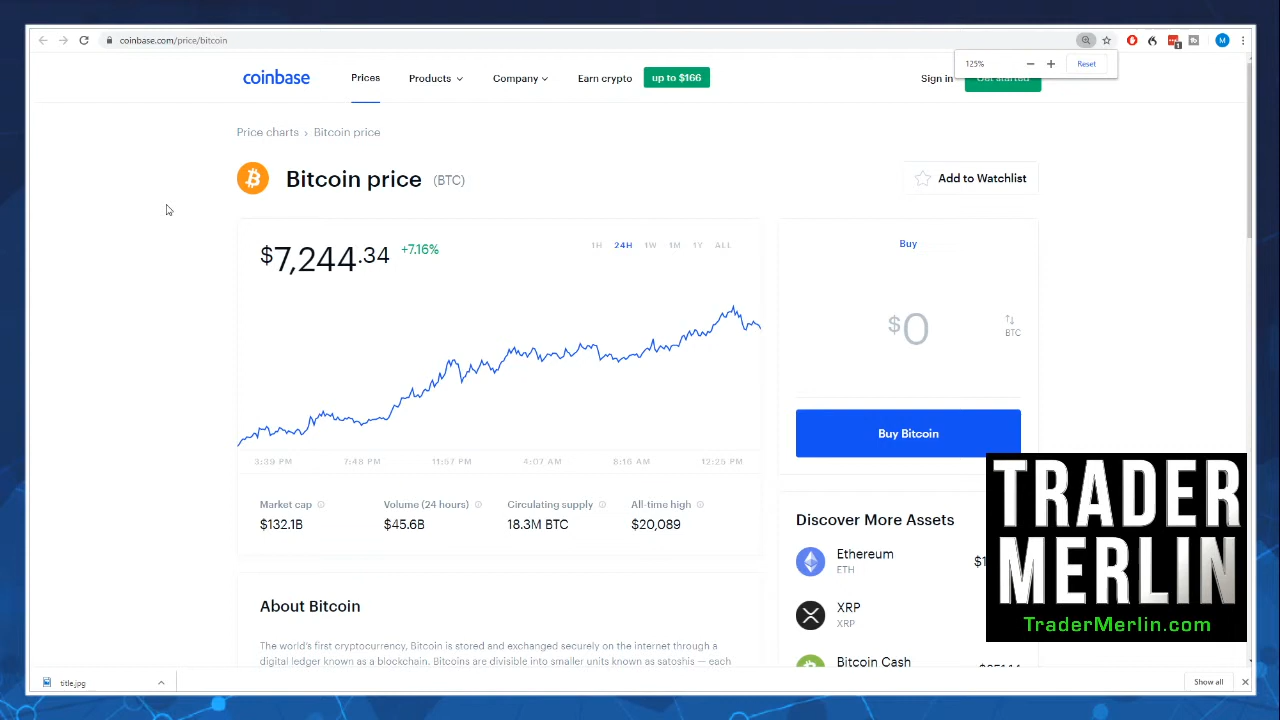 coinbase.com/price/bitcoin
125%
Reset
coinbase
Prices
Products
Company
Earn crypto
up to $166
Sign in
Get started
Price charts › Bitcoin price
Bitcoin price (BTC)
Add to Watchlist
$7,244.34 +7.16%
1H 24H 1W 1M 1Y ALL
3:39 PM 7:48 PM 11:57 PM 4:07 AM 8:16 AM 12:25 PM
Market cap
$132.1B
Volume (24 hours)
$45.6B
Circulating supply
18.3M BTC
All-time high
$20,089
Buy
$0
BTC
Buy Bitcoin
Discover More Assets
Ethereum
ETH
XRP
XRP
Bitcoin Cash
About Bitcoin
The world's first cryptocurrency, Bitcoin is stored and exchanged securely on the internet through a
digital ledger known as a blockchain. Bitcoins are divisible into smaller units known as satoshis — each
TRADER
MERLIN
TraderMerlin.com
title.jpg
Show all